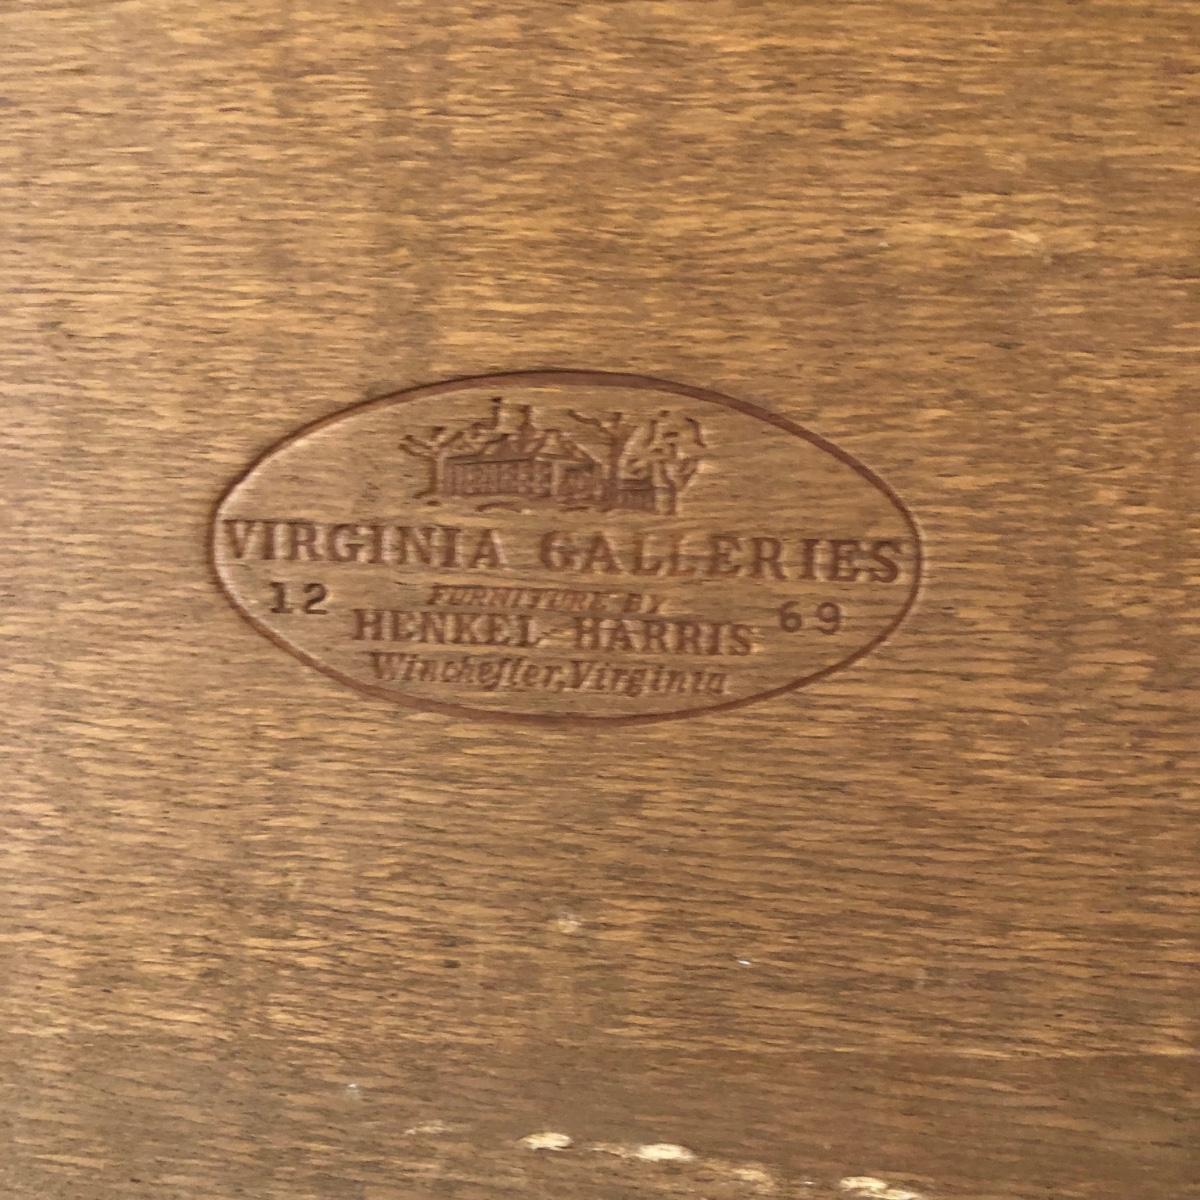 VIRGINIA GALLERIES
12 FURNITURE BY 69
HENKEL-HARRIS
Winchester, Virginia